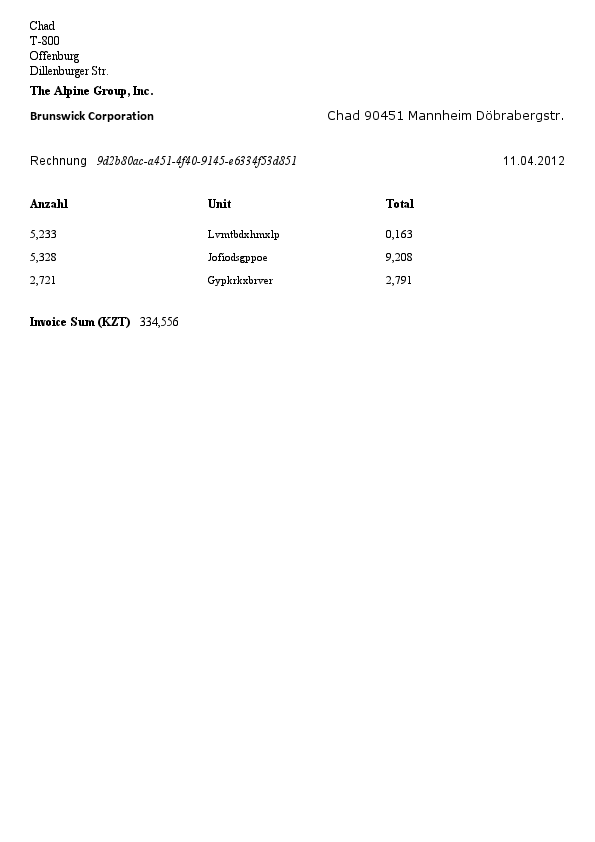 Chad
T-800
Offenburg
Dillenburger Str.
The Alpine Group, Inc.
Brunswick Corporation Chad 90451 Mannheim Döbrabergstr.
Rechnung 9d2b80ac-a451-4f40-9145-e6334f53d851 11.04.2012
Anzahl Unit Total
5,233 Lvmtbdxhmxlp 0,163
5,328 Jofiodsgppoe 9,208
2,721 Gypkrkxbrver 2,791
Invoice Sum (KZT) 334,556